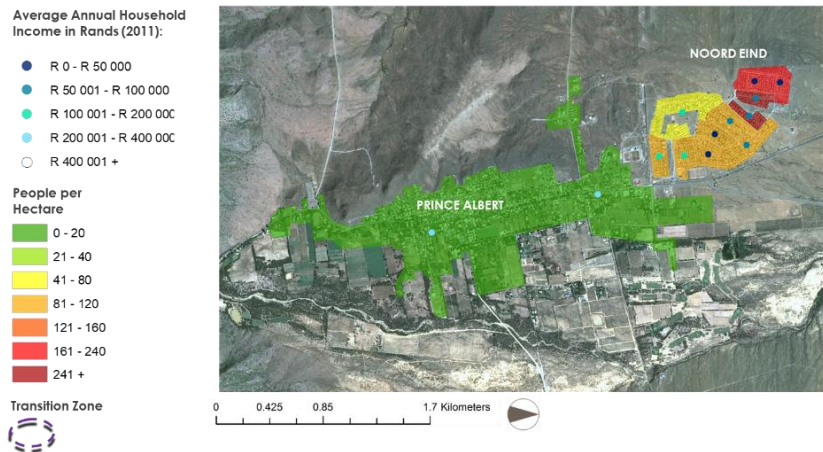 Average Annual Household
Income in Rands (2011):
R 0 - R 50 000
R 50 001 - R 100 000
R 100 001 - R 200 000
R 200 001 - R 400 000
R 400 001 +
People per
Hectare
0 - 20
21 - 40
41 - 80
81 - 120
121 - 160
161 - 240
241 +
Transition Zone
NOORD EIND
PRINCE ALBERT
0 0.425 0.85 1.7 Kilometers